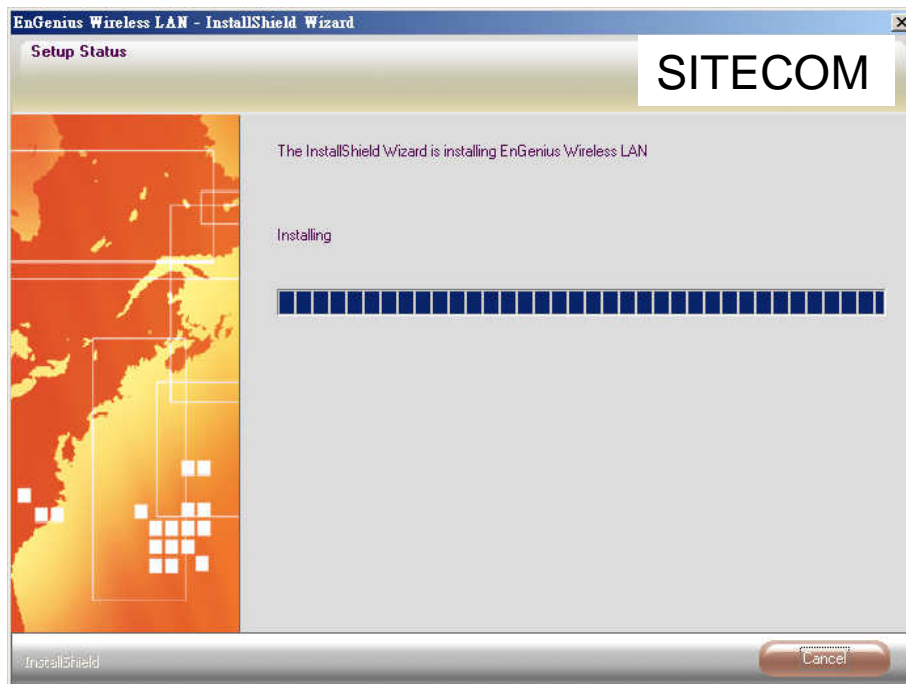 EnGenius Wireless LAN - InstallShield Wizard
Setup Status
SITECOM
The InstallShield Wizard is installing EnGenius Wireless LAN
Installing
InstallShield
Cancel